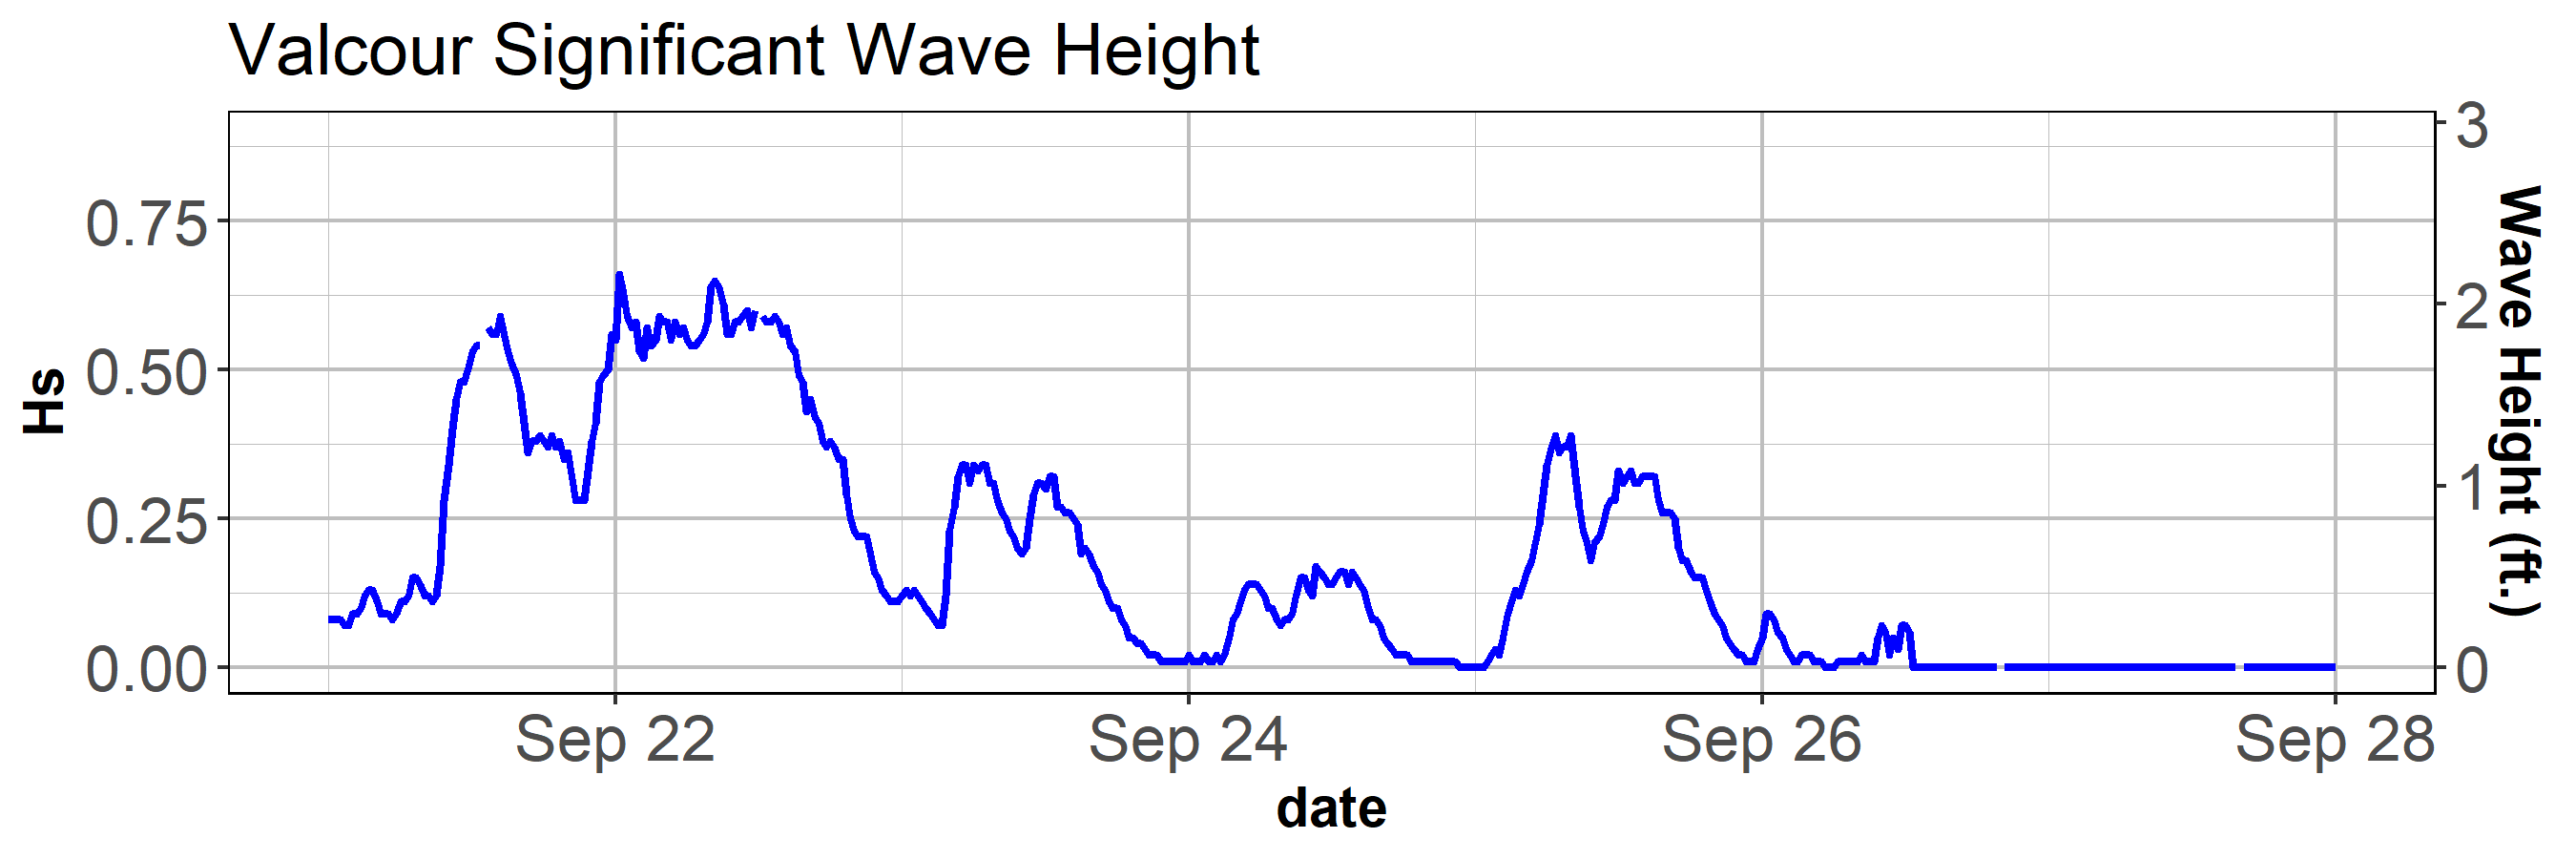 Valcour Significant Wave Height
3
0.75
2
0.50
1
0.25
0.00
0
Hs
Wave Height (ft.)
Sep 22
Sep 24
Sep 26
Sep 28
date